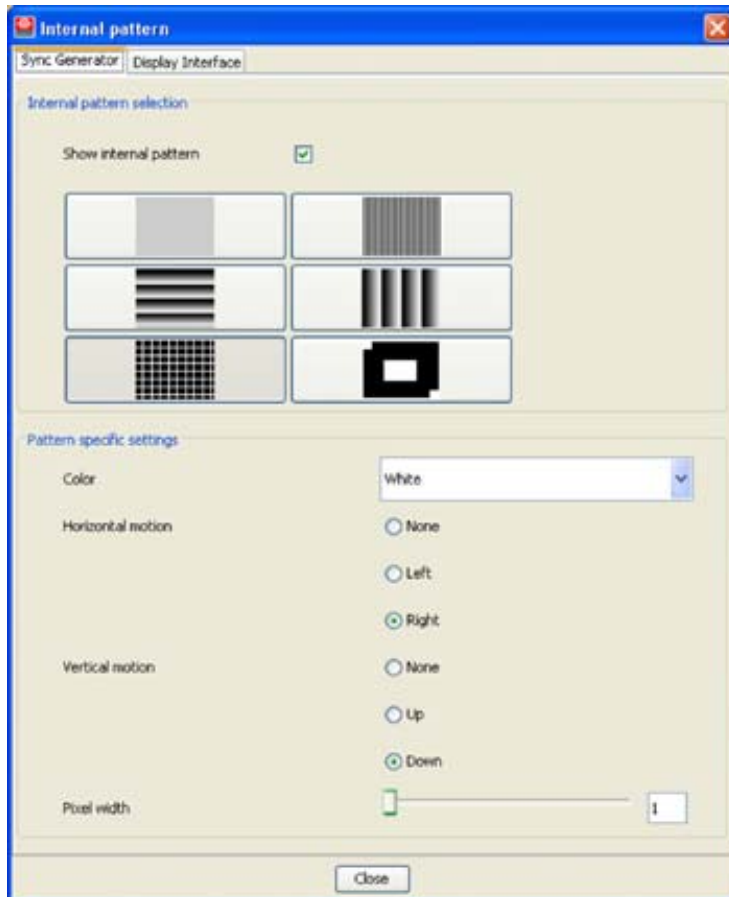 Internal pattern
Sync Generator Display Interface
Internal pattern selection
Show internal pattern
Pattern specific settings
Color White
Horizontal motion None
Left
Right
Vertical motion None
Up
Down
Pixel width 1
Close